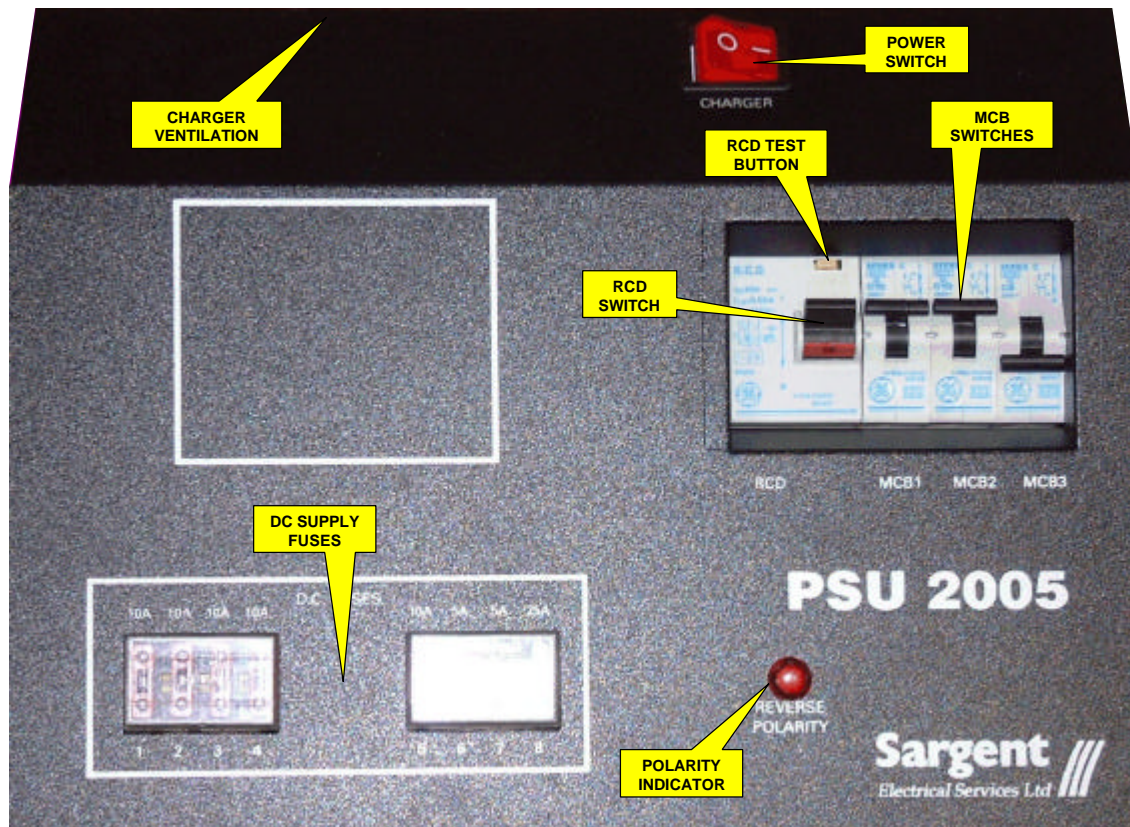 POWER
SWITCH
CHARGER
VENTILATION
CHARGER
MCB
SWITCHES
RCD TEST
BUTTON
RCD
SWITCH
RCD
MCB1
MCB2
MCB3
DC SUPPLY
FUSES
PSU 2005
10A 10A 10A 10A
10A 5A 5A 25A
1 2 3 4
5 6 7 8
REVERSE
POLARITY
POLARITY
INDICATOR
Sargent
Electrical Services Ltd